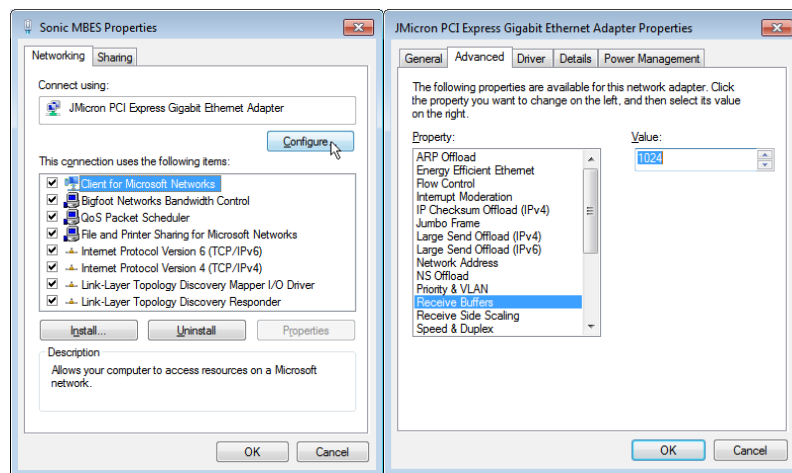 Sonic MBES Properties
Networking
Sharing
Connect using:
JMicron PCI Express Gigabit Ethernet Adapter
Configure...
This connection uses the following items:
Client for Microsoft Networks
Bigfoot Networks Bandwidth Control
QoS Packet Scheduler
File and Printer Sharing for Microsoft Networks
Internet Protocol Version 6 (TCP/IPv6)
Internet Protocol Version 4 (TCP/IPv4)
Link-Layer Topology Discovery Mapper I/O Driver
Link-Layer Topology Discovery Responder
Install...
Uninstall
Properties
Description
Allows your computer to access resources on a Microsoft
network.
OK
Cancel
JMicron PCI Express Gigabit Ethernet Adapter Properties
General
Advanced
Driver
Details
Power Management
The following properties are available for this network adapter. Click
the property you want to change on the left, and then select its value
on the right.
Property:
ARP Offload
Energy Efficient Ethernet
Flow Control
Interrupt Moderation
IP Checksum Offload (IPv4)
Jumbo Frame
Large Send Offload (IPv4)
Large Send Offload (IPv6)
Network Address
NS Offload
Priority & VLAN
Receive Buffers
Receive Side Scaling
Speed & Duplex
Value:
1024
OK
Cancel